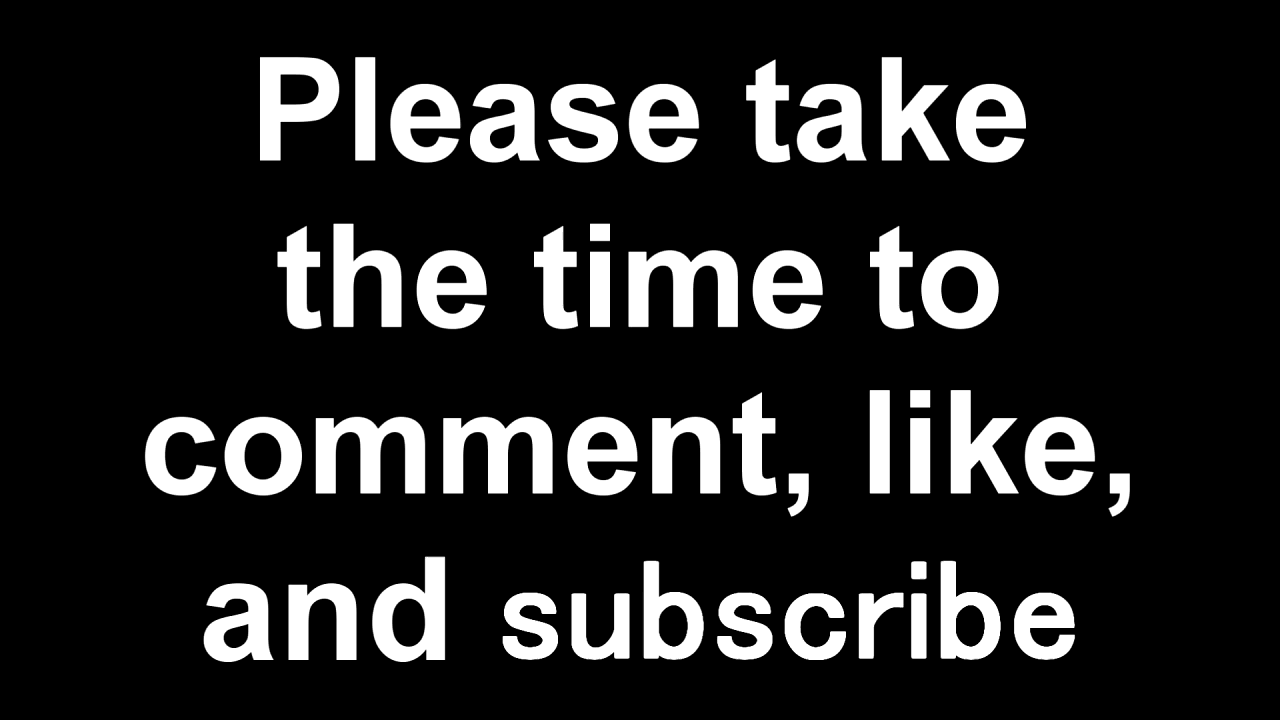 Please take
the time to
comment, like,
and subscribe